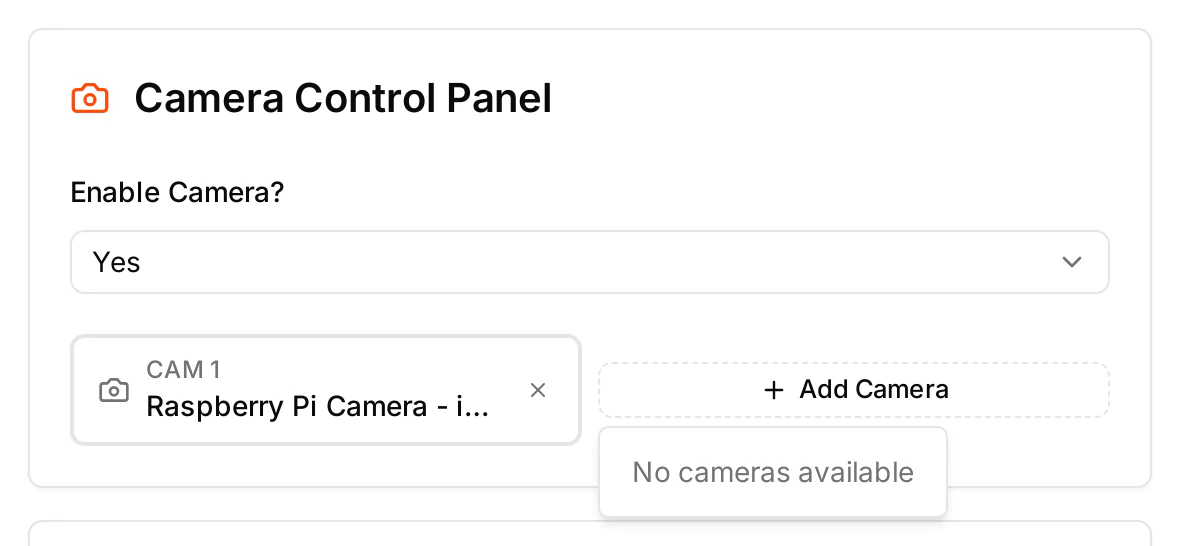 Camera Control Panel
Enable Camera?
Yes
CAM 1
Raspberry Pi Camera - i...
+ Add Camera
No cameras available